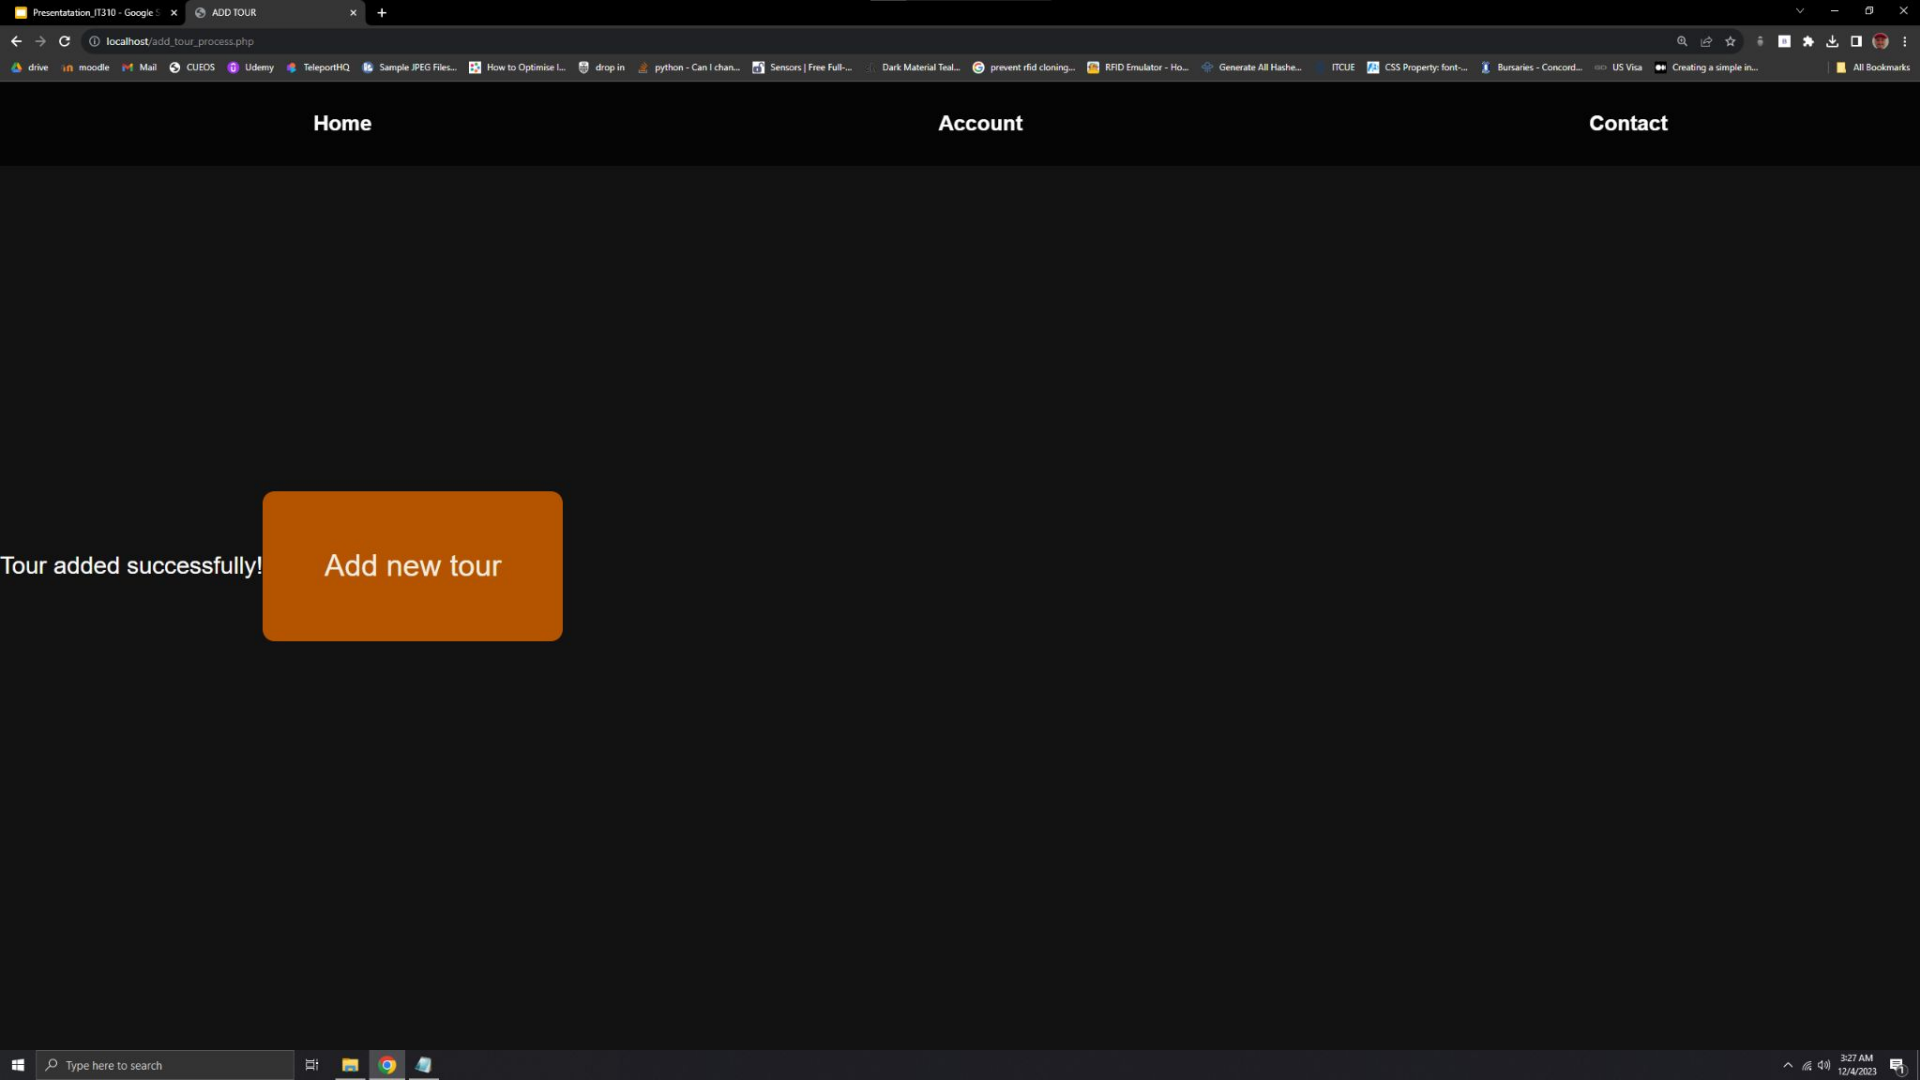 Presentatation_IT310 - Google S
ADD TOUR
localhost/add_tour_process.php
drive
moodle
Mail
CUEOS
Udemy
TeleportHQ
Sample JPEG Files...
How to Optimise I...
drop in
python - Can I chan...
Sensors | Free Full-...
Dark Material Teal...
prevent rfid cloning...
RFID Emulator - Ho...
Generate All Hashe...
ITCUE
CSS Property: font-...
Bursaries - Concord...
US Visa
Creating a simple in...
All Bookmarks
Home
Account
Contact
Tour added successfully!
Add new tour
Type here to search
3:27 AM
12/4/2023